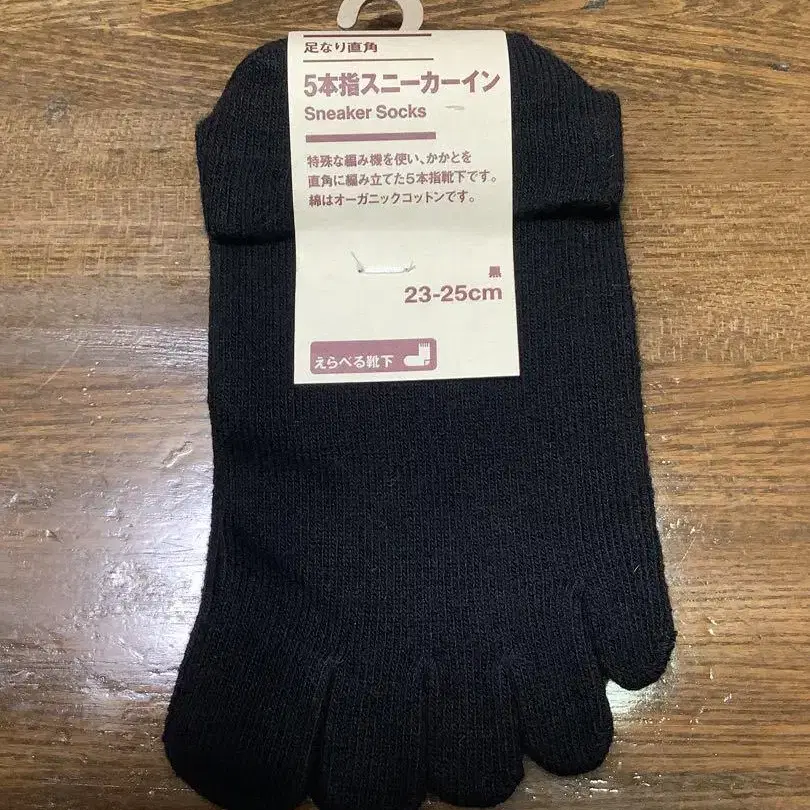 足なり直角
5本指スニーカーイン
Sneaker Socks
特殊な編み機を使い、かかとを
直角に編み立てた5本指靴下です。
綿はオーガニックコットンです。
黒
23-25cm
えらべる靴下